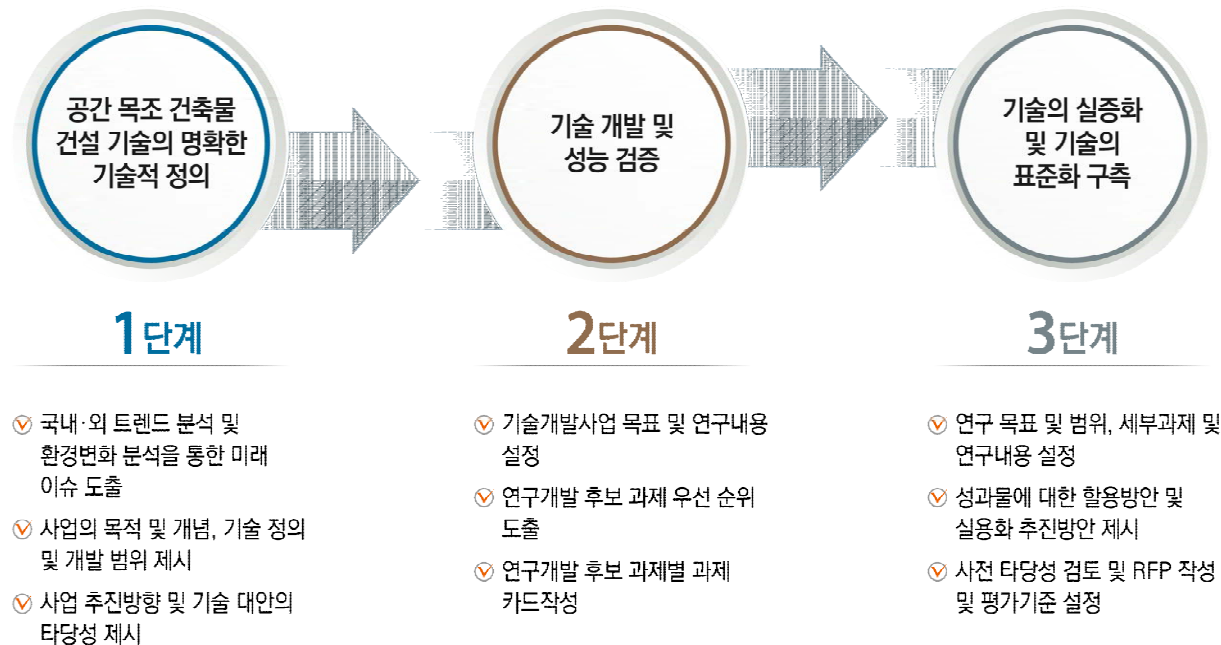 공간 목조 건축물
건설 기술의 명확한
기술적 정의
기술 개발 및
성능 검증
기술의 실증화
및 기술의
표준화 구축
1단계
국내·외 트렌드 분석 및
환경변화 분석을 통한 미래
이슈 도출
사업의 목적 및 개념, 기술 정의
및 개발 범위 제시
사업 추진방향 및 기술 대안의
타당성 제시
2단계
기술개발사업 목표 및 연구내용
설정
연구개발 후보 과제 우선 순위
도출
연구개발 후보 과제별 과제
카드작성
3단계
연구 목표 및 범위, 세부과제 및
연구내용 설정
성과물에 대한 할용방안 및
실용화 추진방안 제시
사전 타당성 검토 및 RFP 작성
및 평가기준 설정